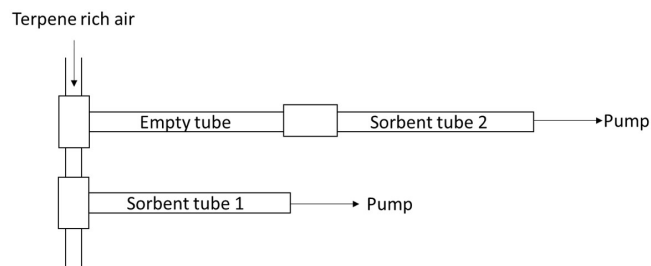 Terpene rich air
Empty tube
Sorbent tube 2
Pump
Sorbent tube 1
Pump